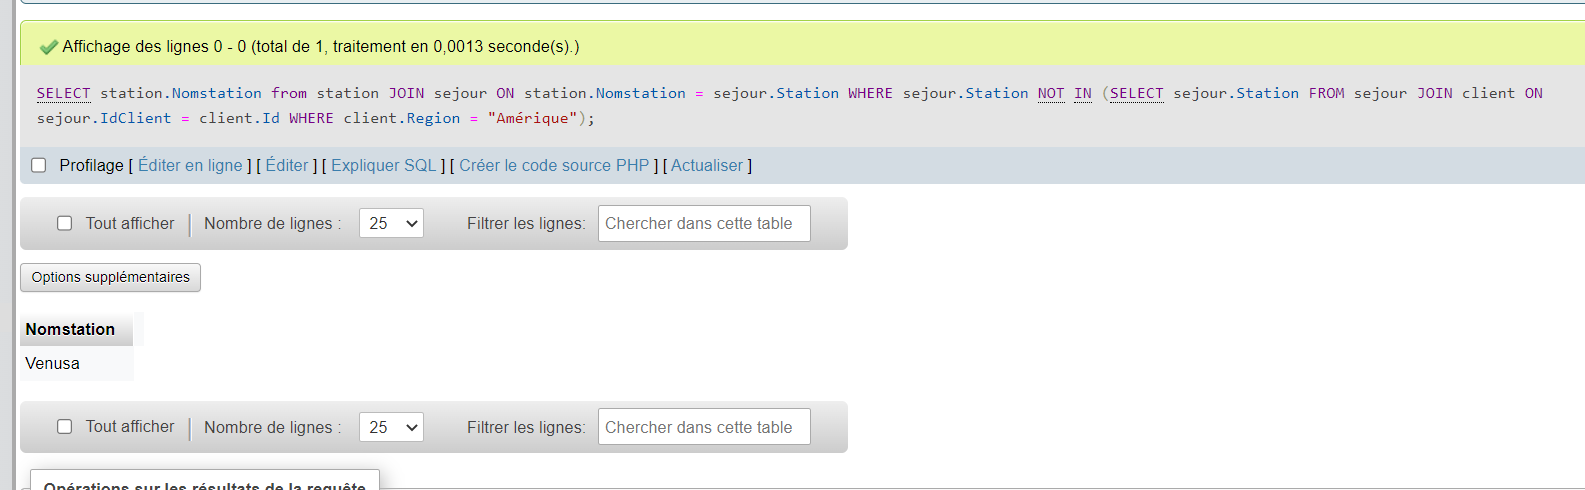 Affichage des lignes 0 - 0 (total de 1, traitement en 0,0013 seconde(s).)
SELECT station.Nomstation from station JOIN sejour ON station.Nomstation = sejour.Station WHERE sejour.Station NOT IN (SELECT sejour.Station FROM sejour JOIN client ON
sejour.IdClient = client.Id WHERE client.Region = "Amérique");
Profilage [ Éditer en ligne ] [ Éditer ] [ Expliquer SQL ] [ Créer le code source PHP ] [ Actualiser ]
Tout afficher | Nombre de lignes : 25 Filtrer les lignes: Chercher dans cette table
Options supplémentaires
Nomstation
Venusa
Tout afficher | Nombre de lignes : 25 Filtrer les lignes: Chercher dans cette table
Opérations sur les résultats de la requête